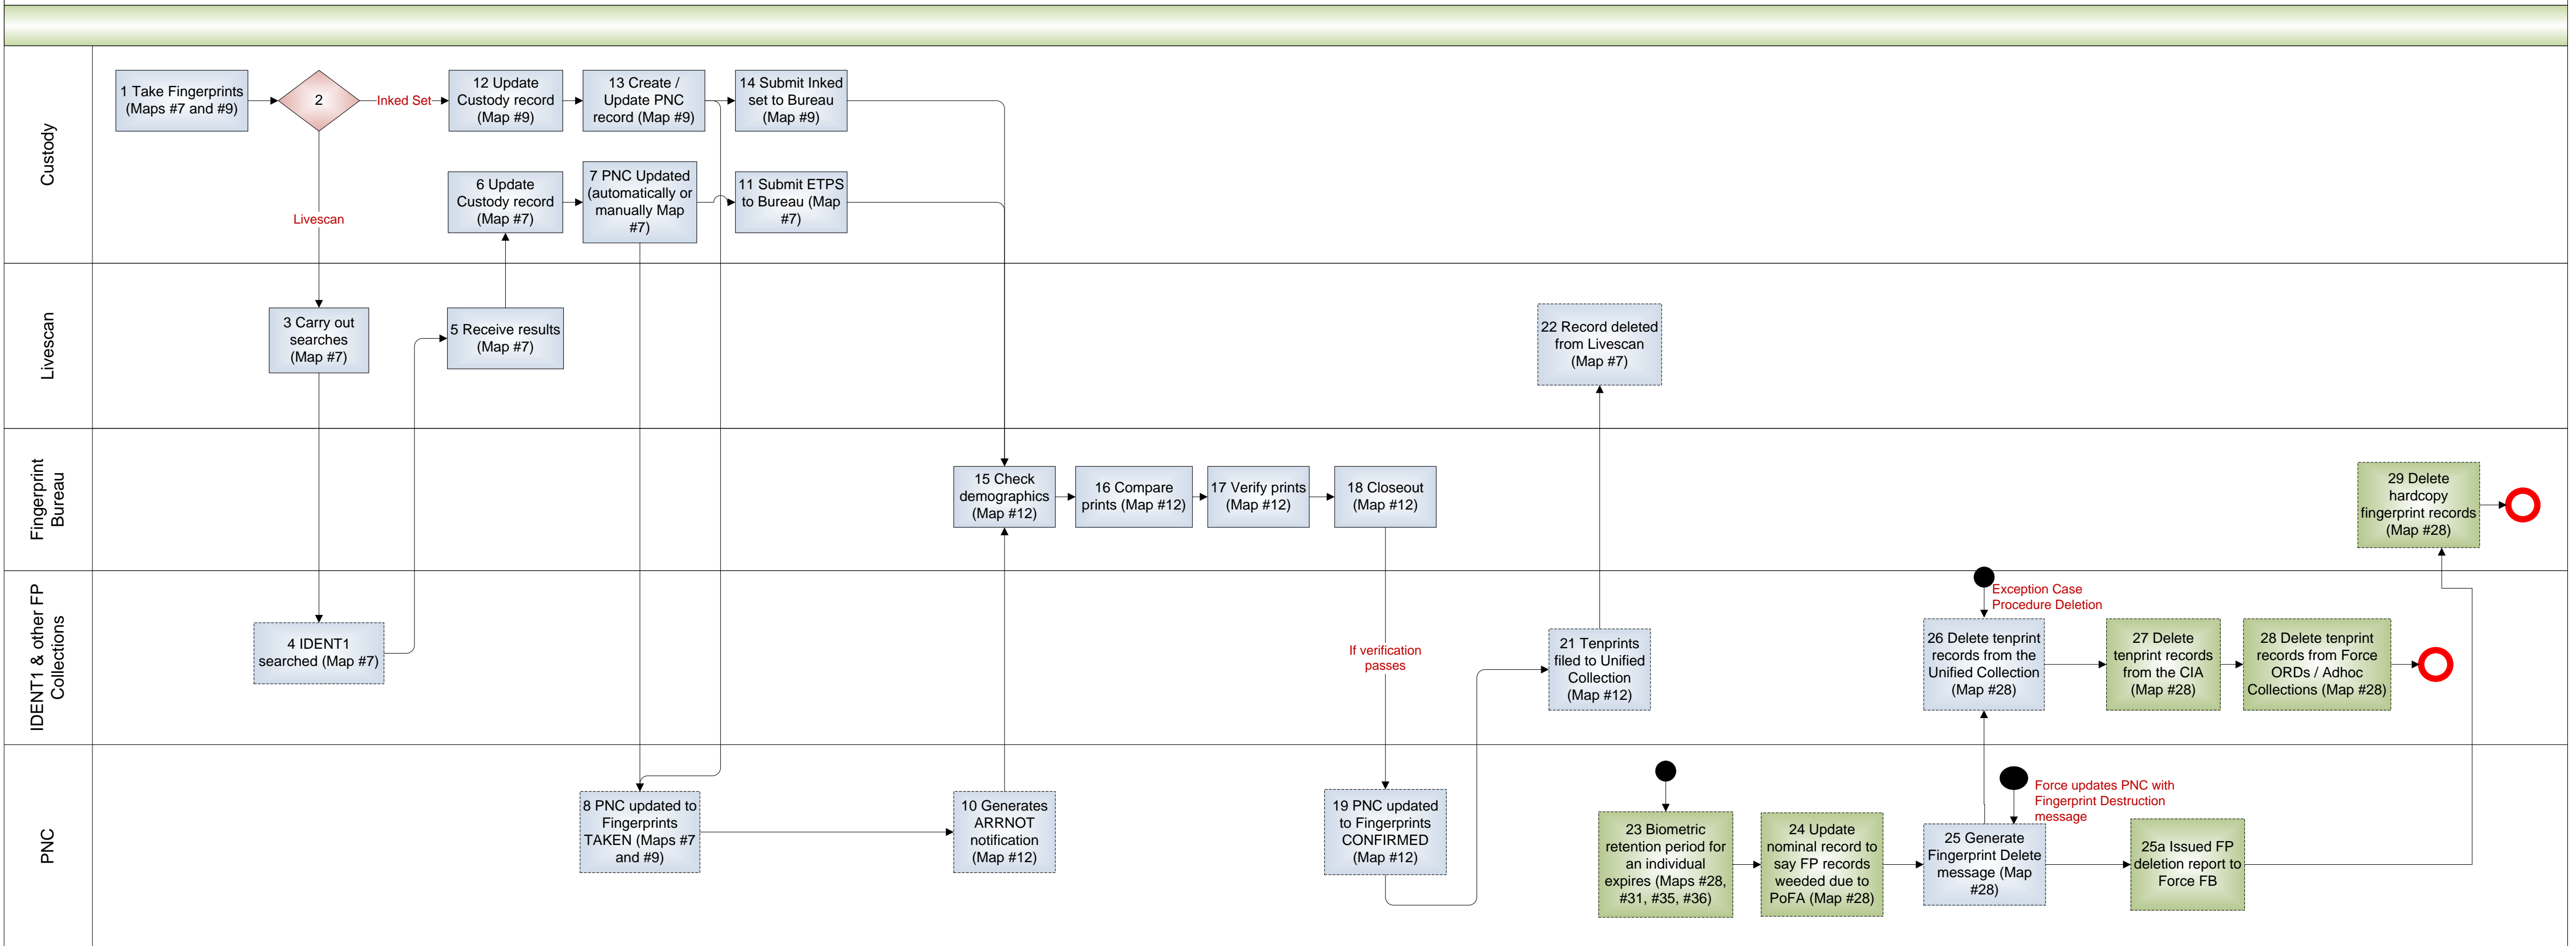 Custody
1 Take Fingerprints
(Maps #7 and #9)
2
Inked Set
12 Update
Custody record
(Map #9)
13 Create /
Update PNC
record (Map #9)
14 Submit Inked
set to Bureau
(Map #9)
Livescan
6 Update
Custody record
(Map #7)
7 PNC Updated
(automatically or
manually Map
#7)
11 Submit ETPS
to Bureau (Map
#7)
Livescan
3 Carry out
searches
(Map #7)
5 Receive results
(Map #7)
22 Record deleted
from Livescan
(Map #7)
Fingerprint
Bureau
15 Check
demographics
(Map #12)
16 Compare
prints (Map #12)
17 Verify prints
(Map #12)
18 Closeout
(Map #12)
29 Delete
hardcopy
fingerprint records
(Map #28)
IDENT1 & other FP
Collections
4 IDENT1
searched (Map #7)
If verification
passes
21 Tenprints
filed to Unified
Collection
(Map #12)
Exception Case
Procedure Deletion
26 Delete tenprint
records from the
Unified Collection
(Map #28)
27 Delete
tenprint records
from the CIA
(Map #28)
28 Delete tenprint
records from Force
ORDs / Adhoc
Collections (Map #28)
PNC
8 PNC updated to
Fingerprints
TAKEN (Maps #7
and #9)
10 Generates
ARRNOT
notification
(Map #12)
19 PNC updated
to Fingerprints
CONFIRMED
(Map #12)
23 Biometric
retention period for
an individual
expires (Maps #28,
#31, #35, #36)
24 Update
nominal record to
say FP records
weeded due to
PoFA (Map #28)
Force updates PNC with
Fingerprint Destruction
message
25 Generate
Fingerprint Delete
message (Map
#28)
25a Issued FP
deletion report to
Force FB